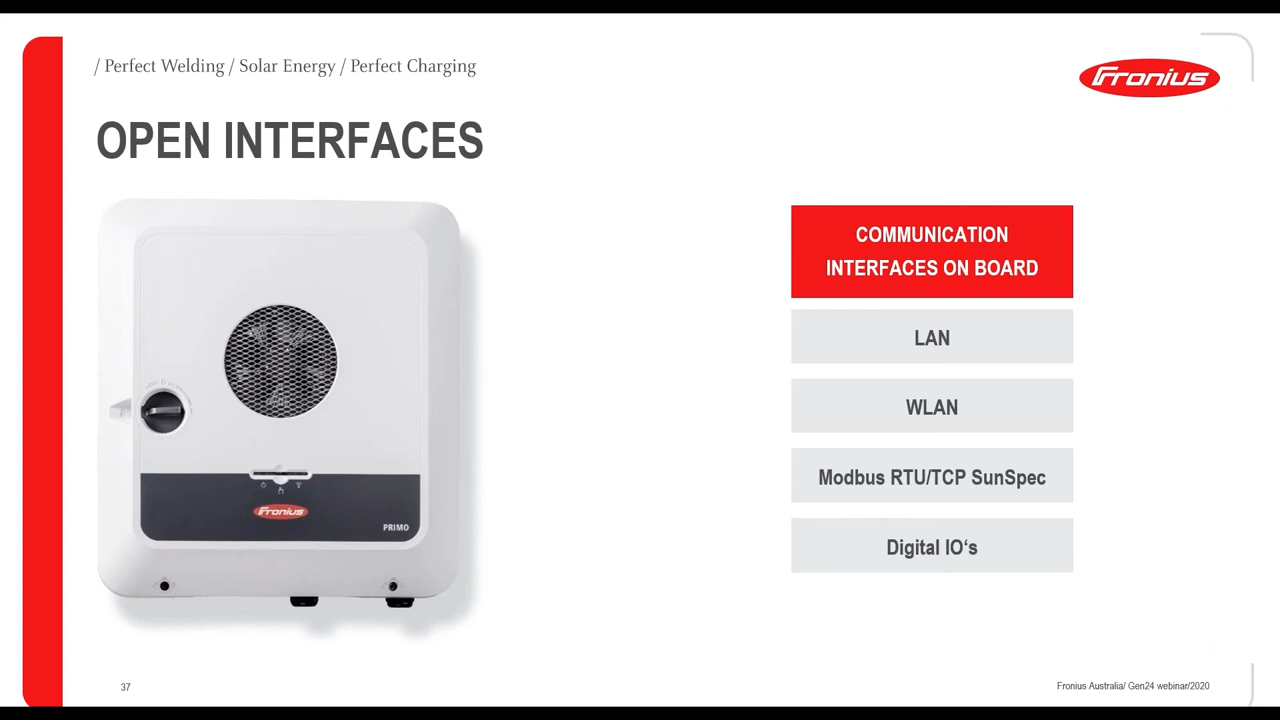 / Perfect Welding / Solar Energy / Perfect Charging
Fronius
OPEN INTERFACES
COMMUNICATION
INTERFACES ON BOARD
LAN
WLAN
Modbus RTU/TCP SunSpec
Digital IO‘s
Fronius
PRIMO
37
Fronius Australia/ Gen24 webinar/2020